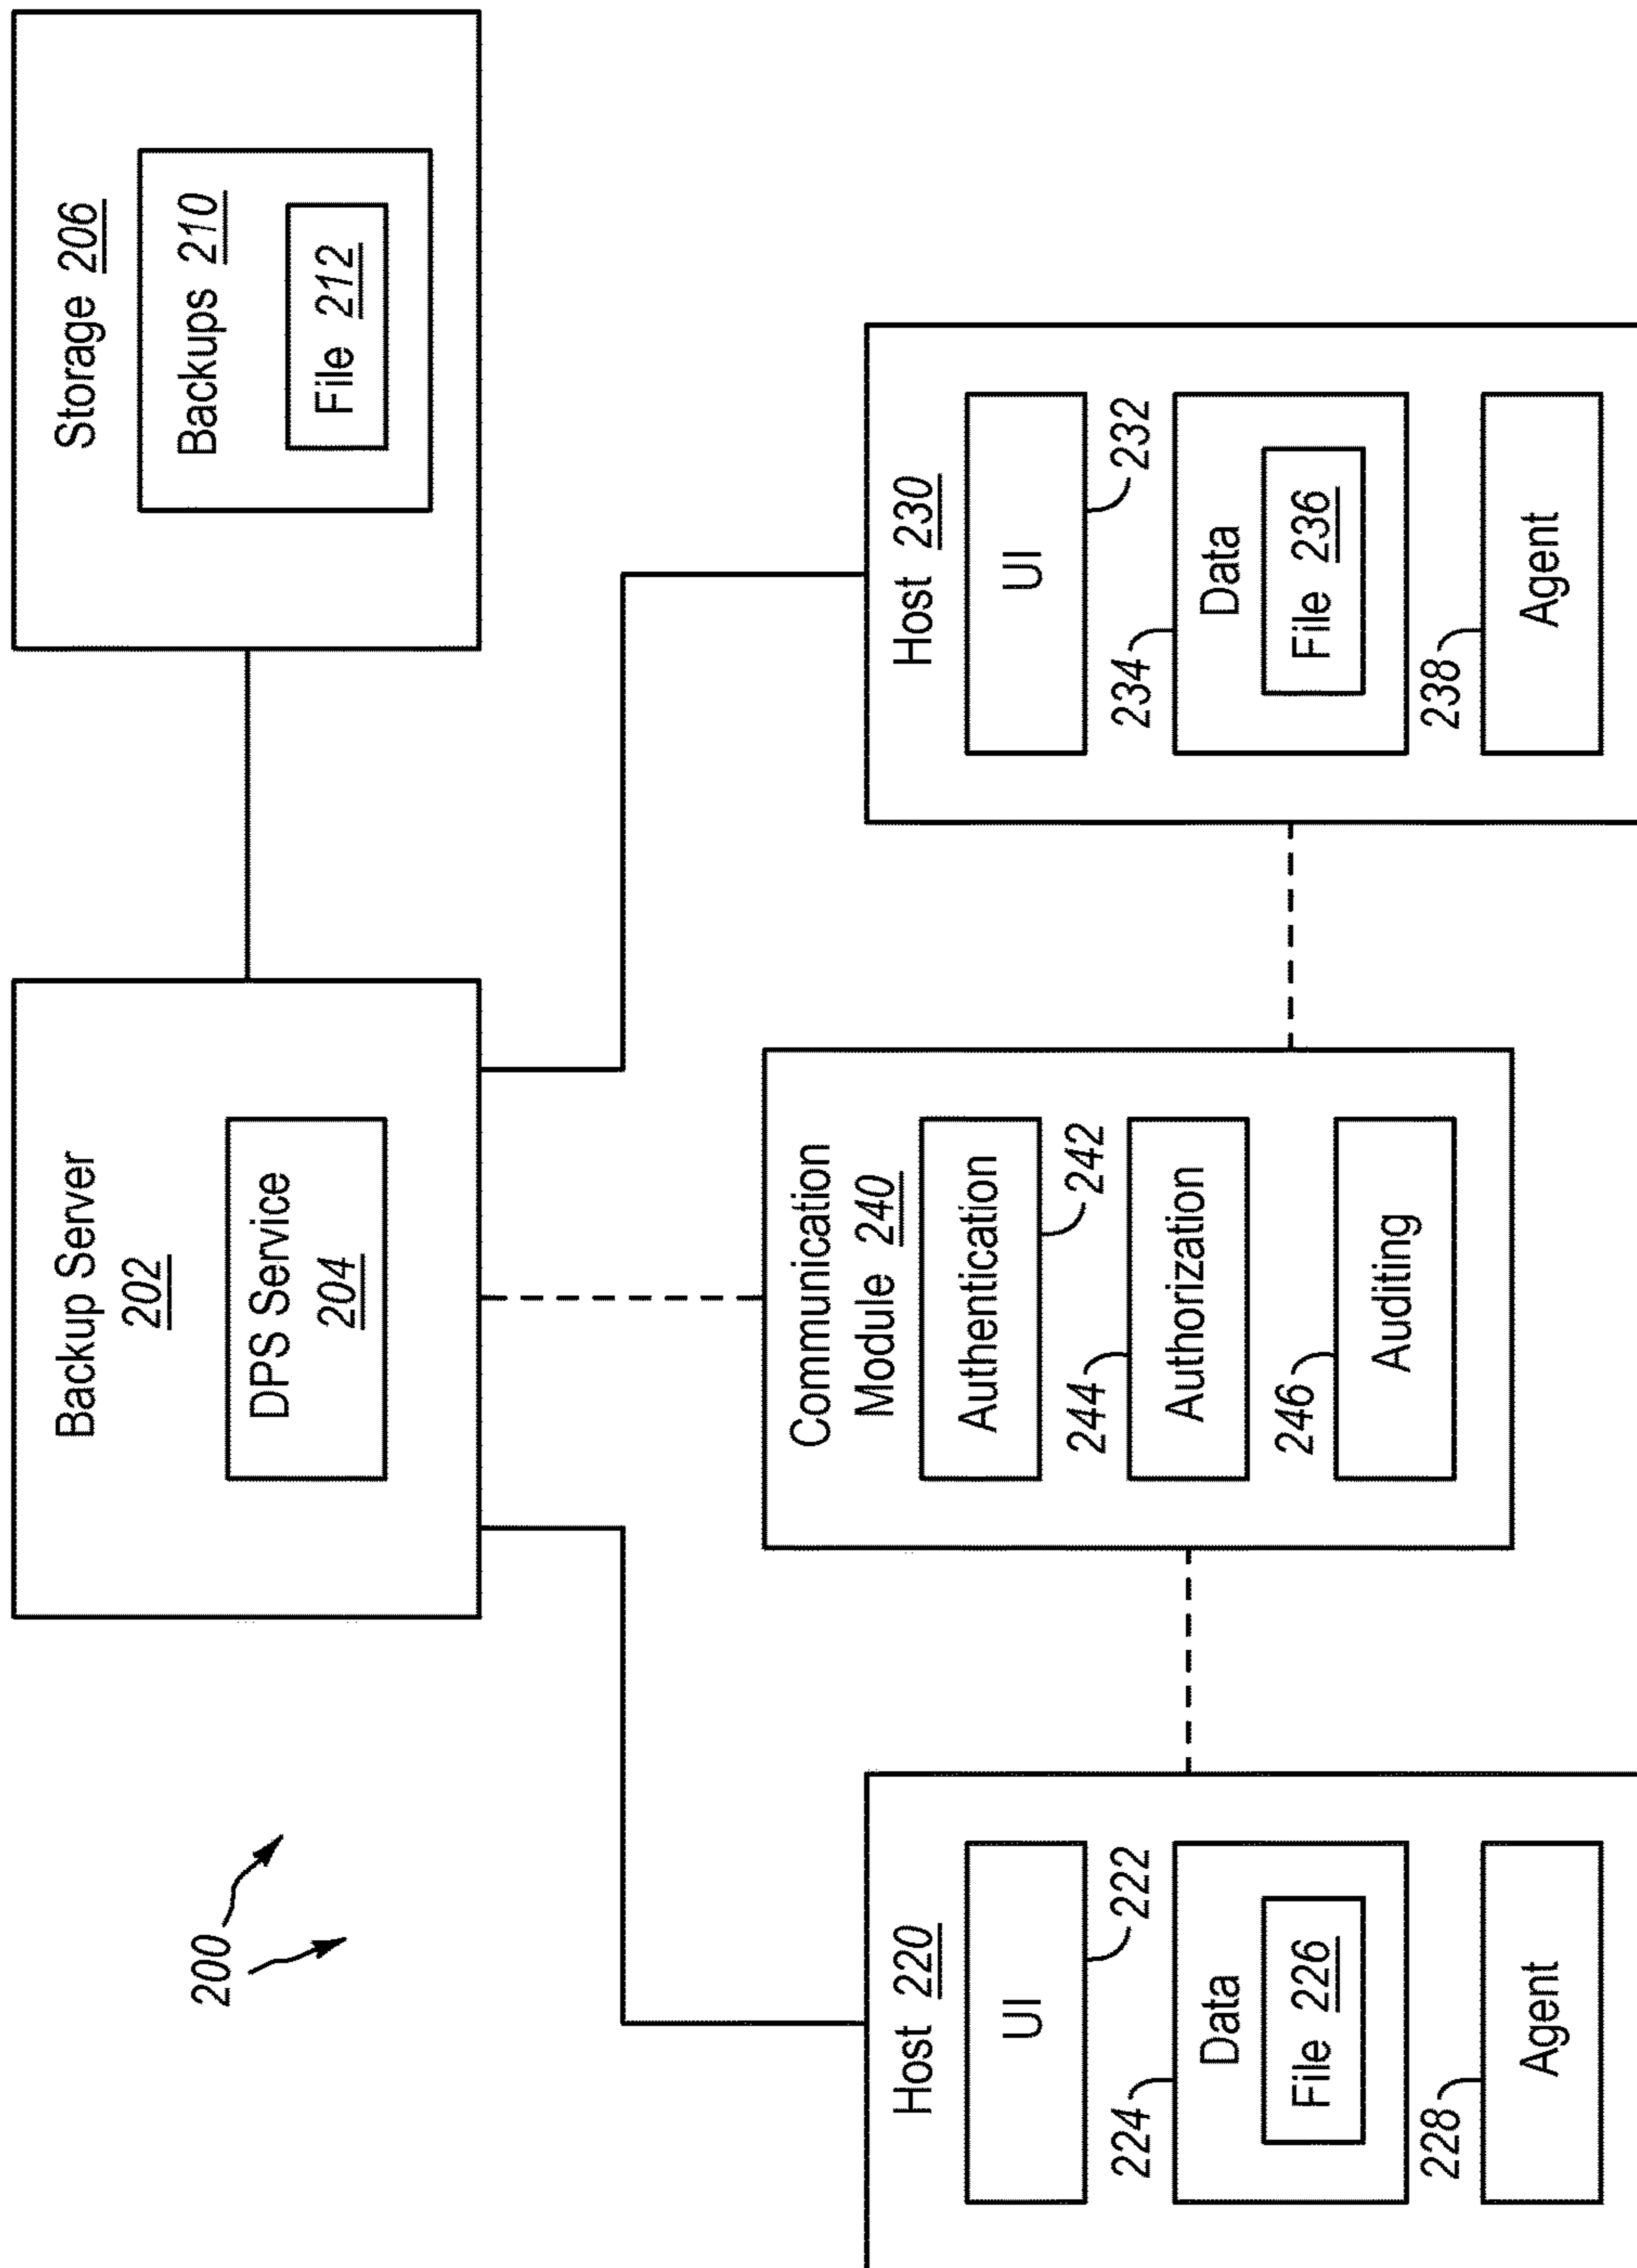 200
Backup Server
202
DPS Service
204
Storage 206
Backups 210
File 212
Host 220
UI
222
224
Data
File 226
228
Agent
Communication
Module 240
Authentication
242
244
Authorization
246
Auditing
Host 230
UI
232
234
Data
File 236
238
Agent